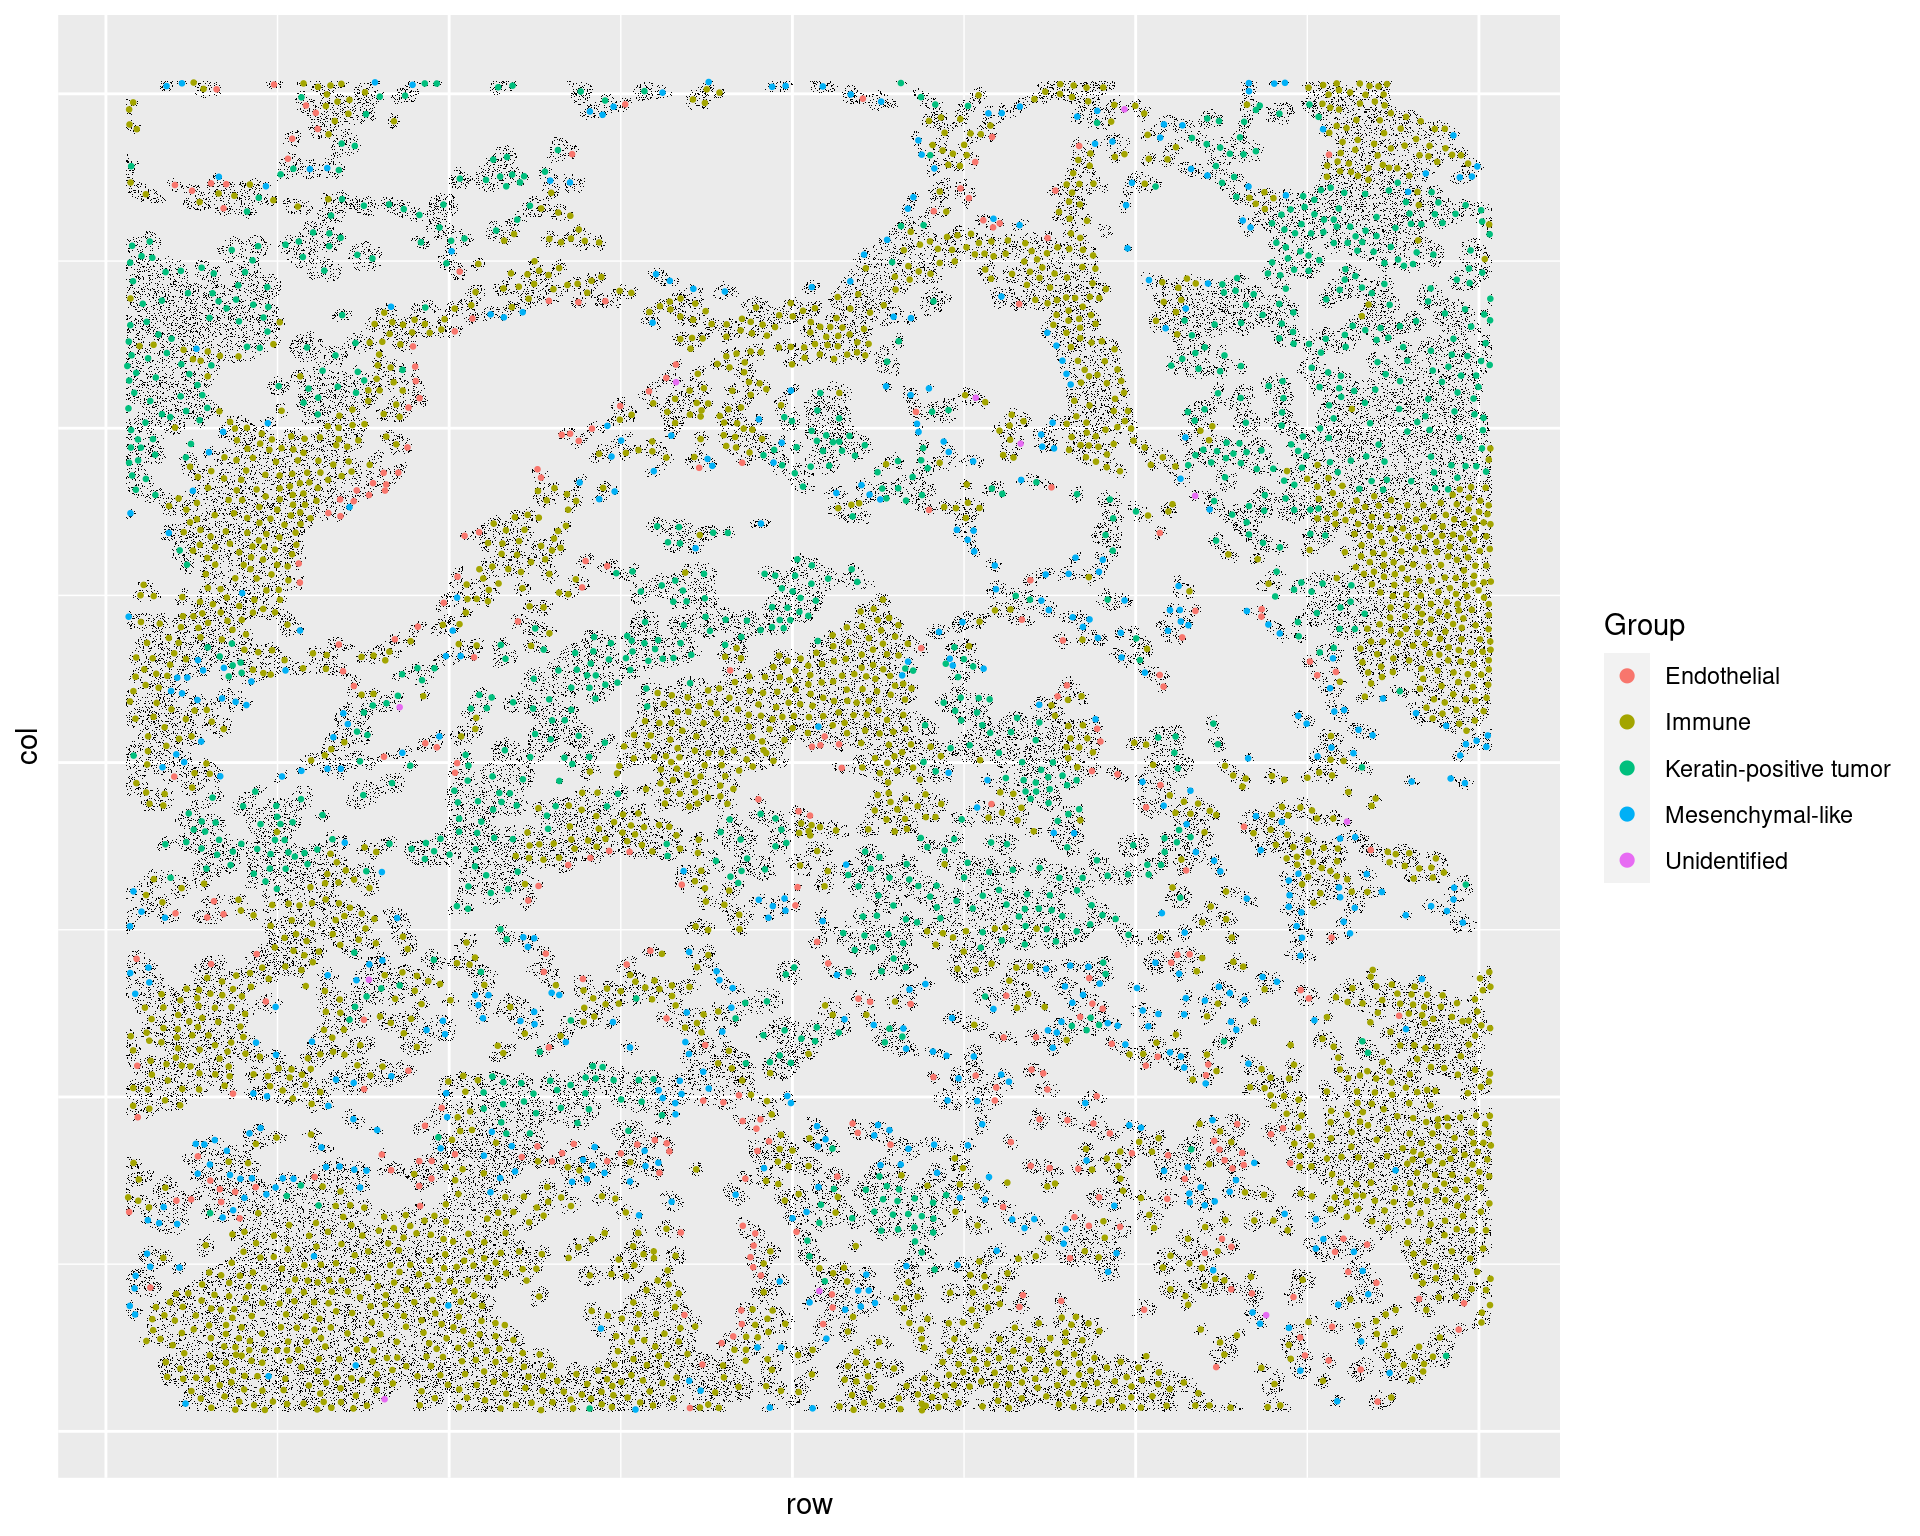 col
row
Group
Endothelial
Immune
Keratin-positive tumor
Mesenchymal-like
Unidentified